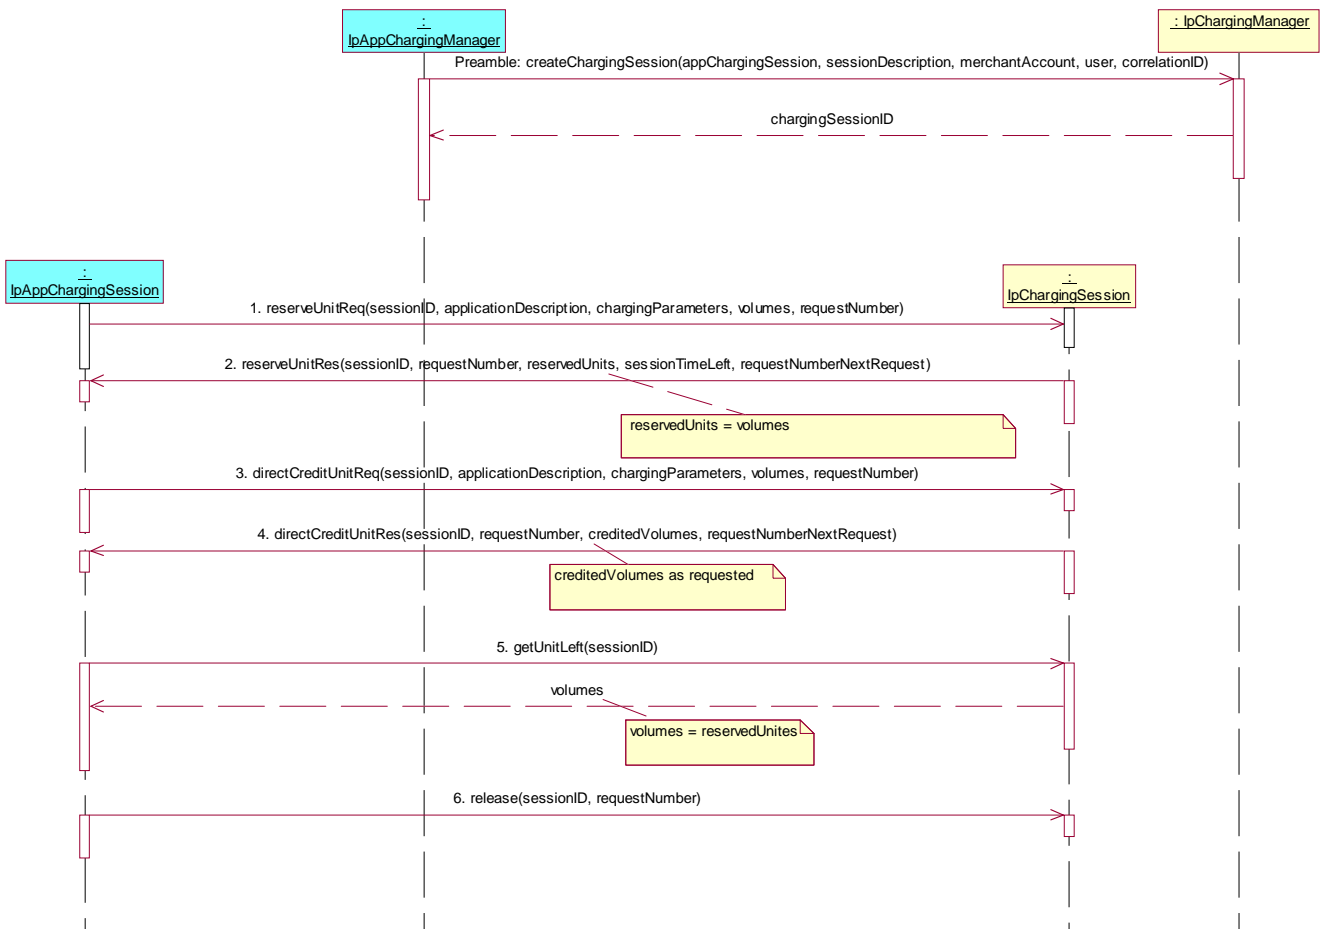 :
IpAppChargingManager
: IpChargingManager
Preamble: createChargingSession(appChargingSession, sessionDescription, merchantAccount, user, correlationID)
chargingSessionID
:
IpAppChargingSession
:
IpChargingSession
1. reserveUnitReq(sessionID, applicationDescription, chargingParameters, volumes, requestNumber)
2. reserveUnitRes(sessionID, requestNumber, reservedUnits, sessionTimeLeft, requestNumberNextRequest)
reservedUnits = volumes
3. directCreditUnitReq(sessionID, applicationDescription, chargingParameters, volumes, requestNumber)
4. directCreditUnitRes(sessionID, requestNumber, creditedVolumes, requestNumberNextRequest)
creditedVolumes as requested
5. getUnitLeft(sessionID)
volumes
volumes = reservedUnites
6. release(sessionID, requestNumber)